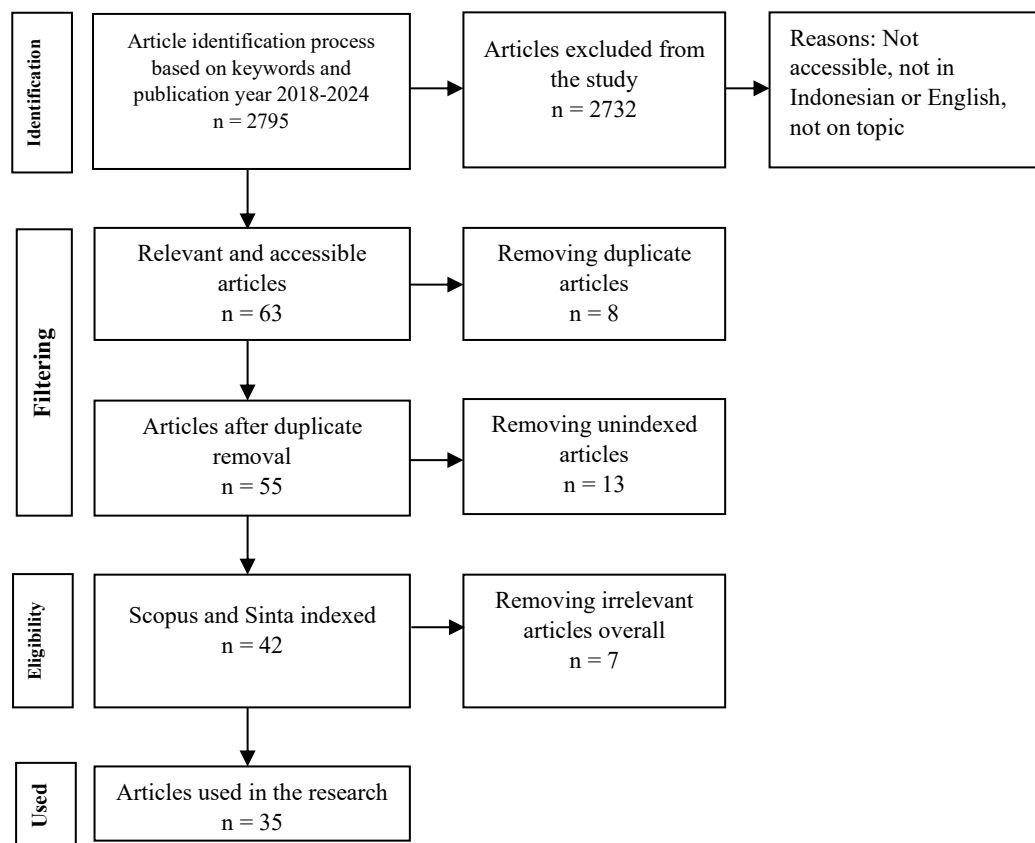 Identification
Article identification process
based on keywords and
publication year 2018-2024
n = 2795
Articles excluded from
the study
n = 2732
Reasons: Not
accessible, not in
Indonesian or English,
not on topic
Filtering
Relevant and accessible
articles
n = 63
Removing duplicate
articles
n = 8
Articles after duplicate
removal
n = 55
Removing unindexed
articles
n = 13
Eligibility
Scopus and Sinta indexed
n = 42
Removing irrelevant
articles overall
n = 7
Used
Articles used in the research
n = 35